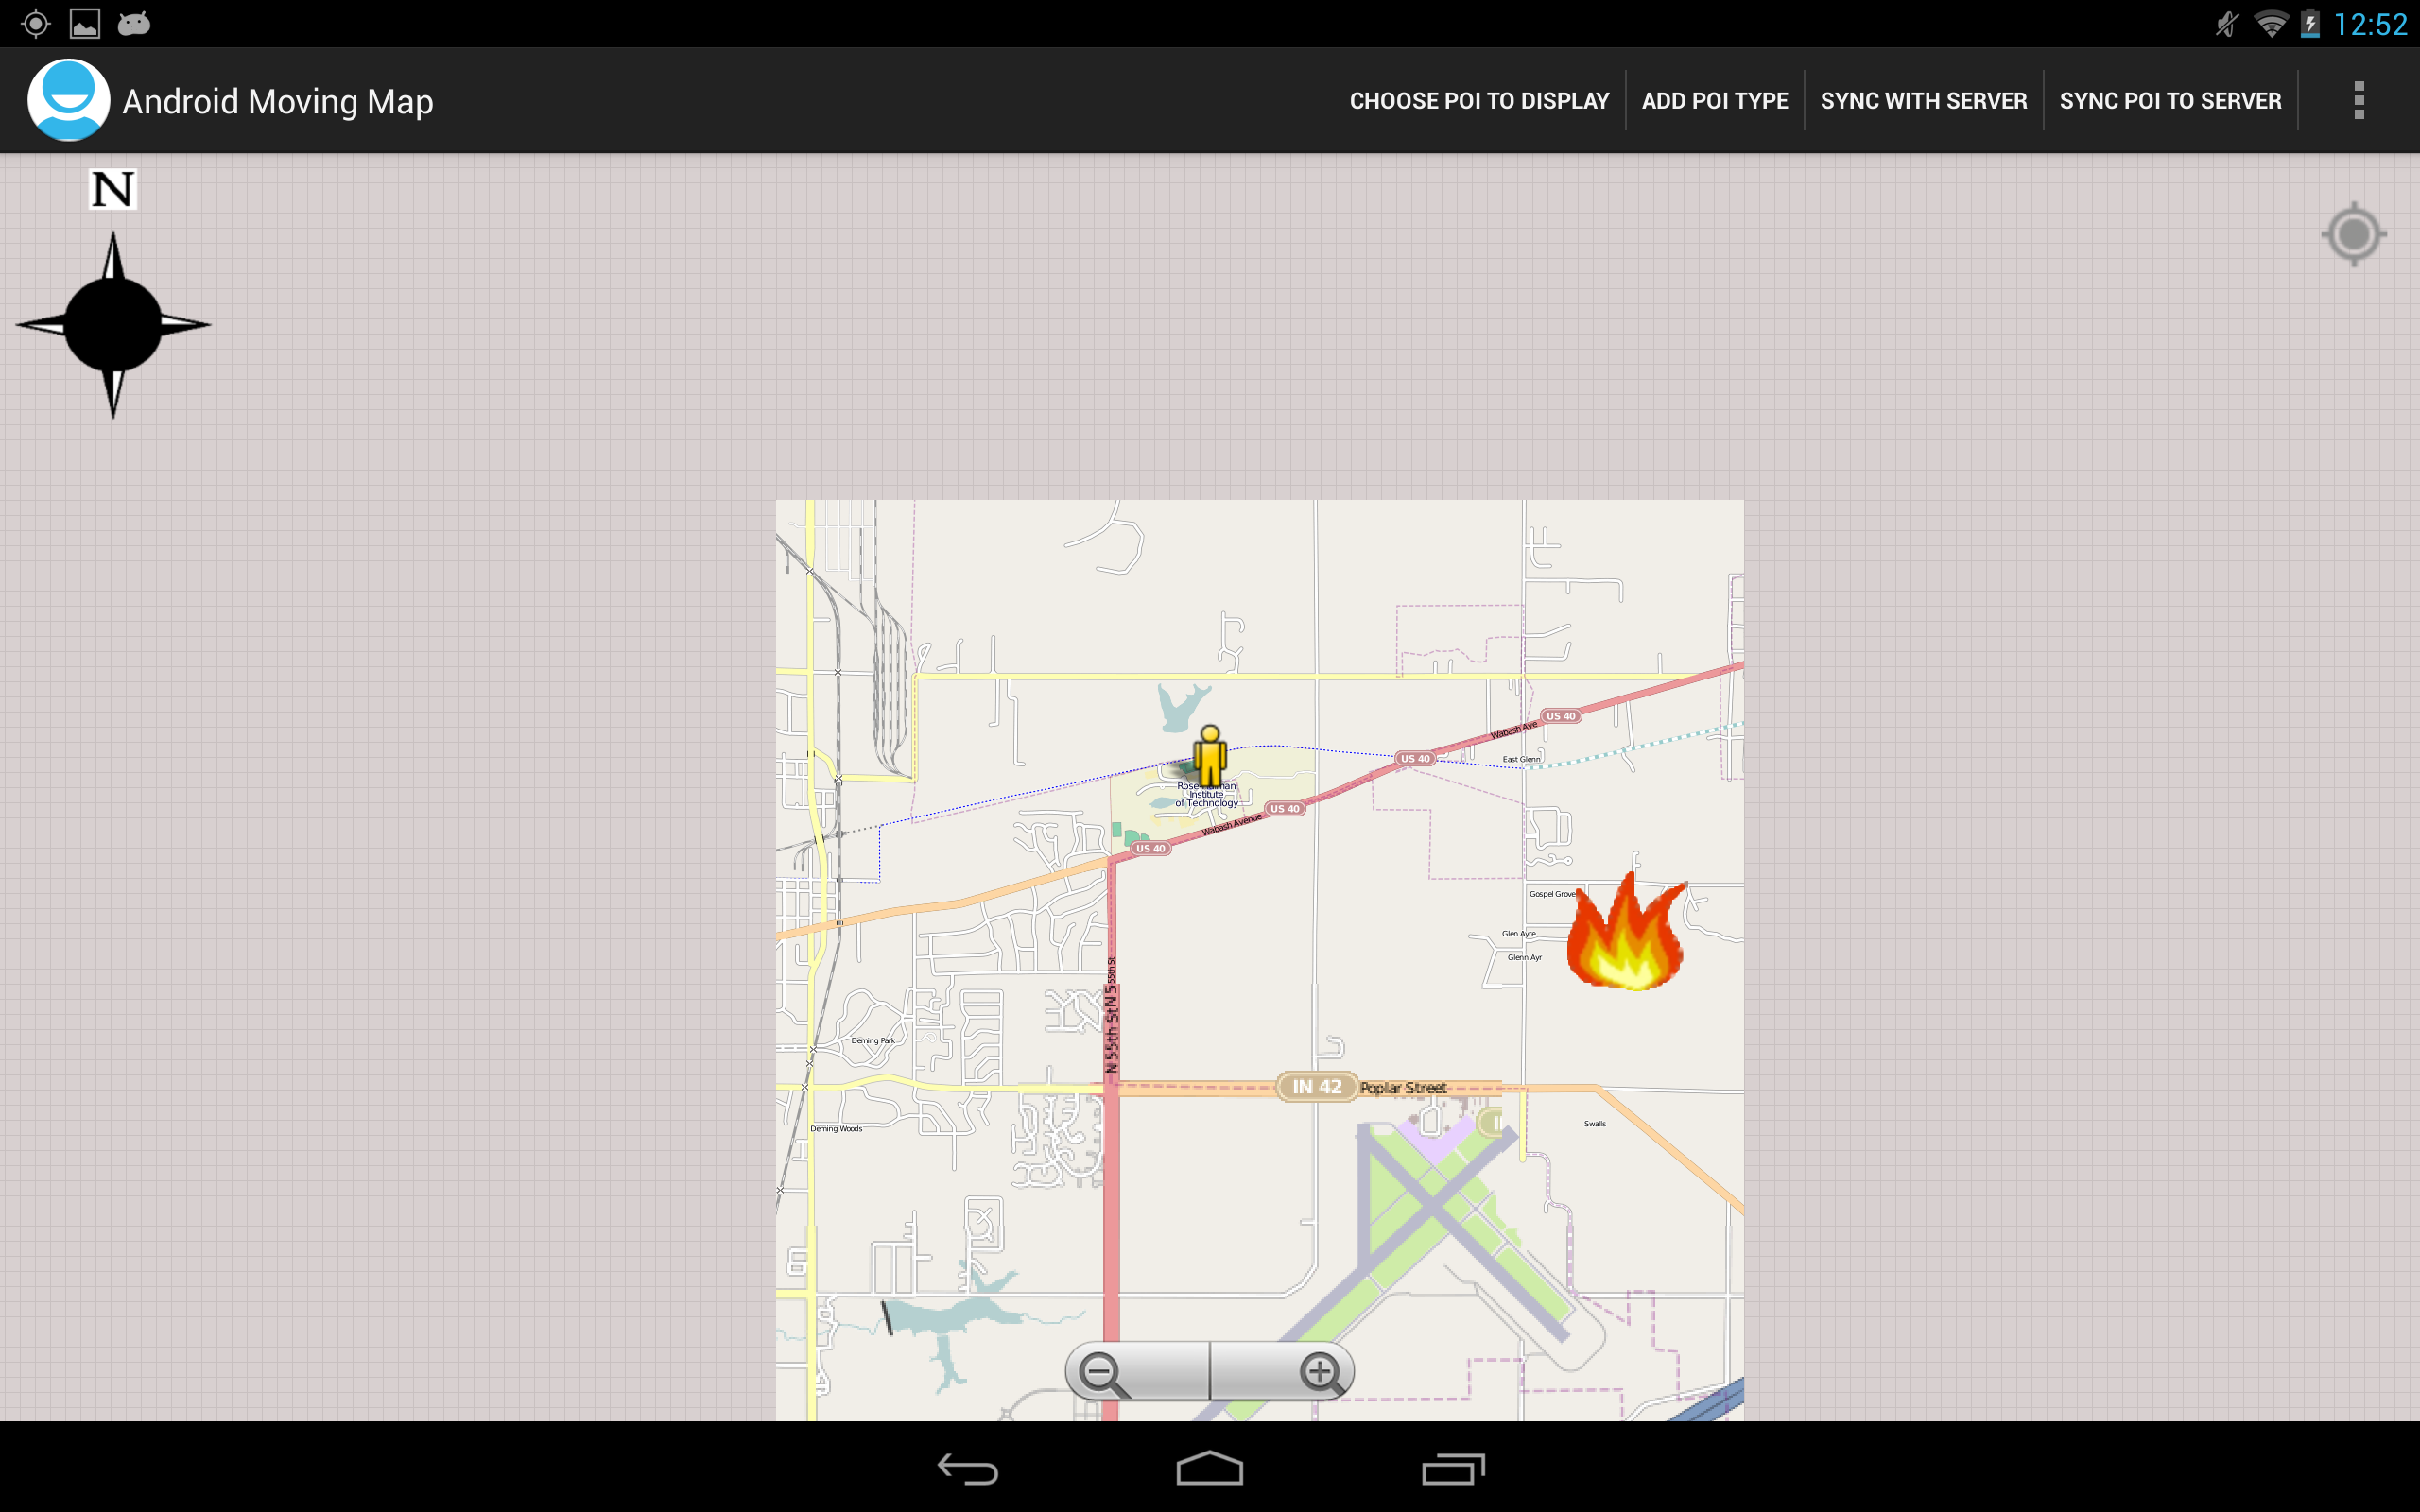 12:52
Android Moving Map
CHOOSE POI TO DISPLAY
ADD POI TYPE
SYNC WITH SERVER
SYNC POI TO SERVER
N
US 40
Wabash Ave
US 40
East Glenn
Institute
of Technology
US 40
Wabash Avenue
US 40
Gospel Grove
Glen Ayre
Glenn Ayr
55th St
N 55th St
N 5
Deming Park
IN 42
Poplar Street
Deming Woods
Swalls